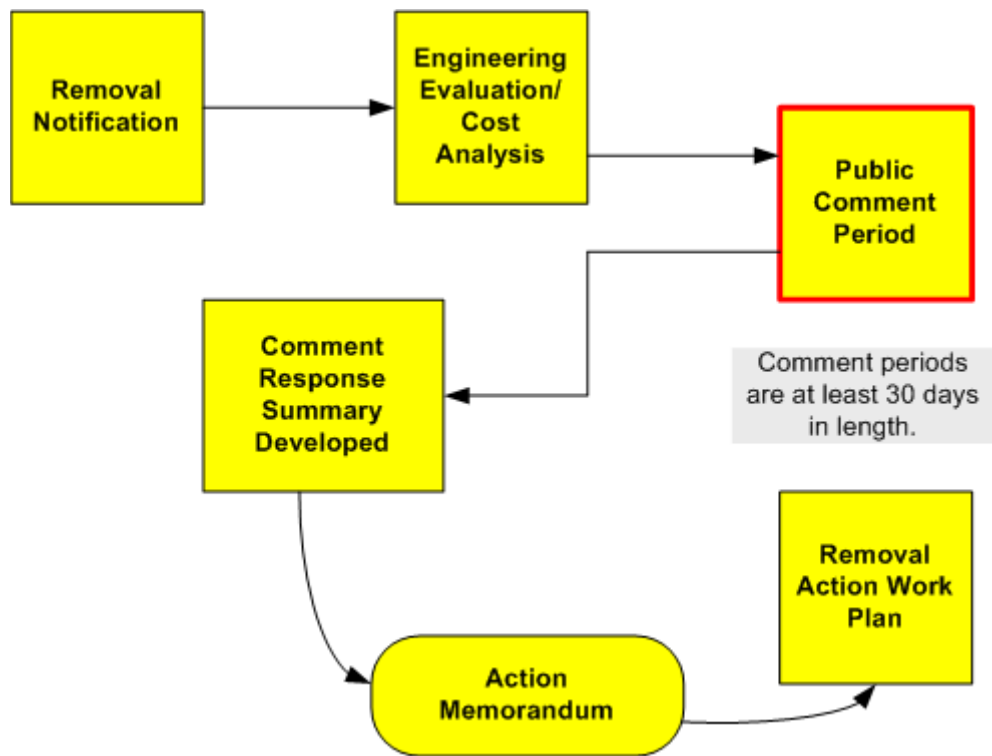 Removal
Notification
Engineering
Evaluation/
Cost
Analysis
Public
Comment
Period
Comment
Response
Summary
Developed
Comment periods
are at least 30 days
in length.
Action
Memorandum
Removal
Action Work
Plan